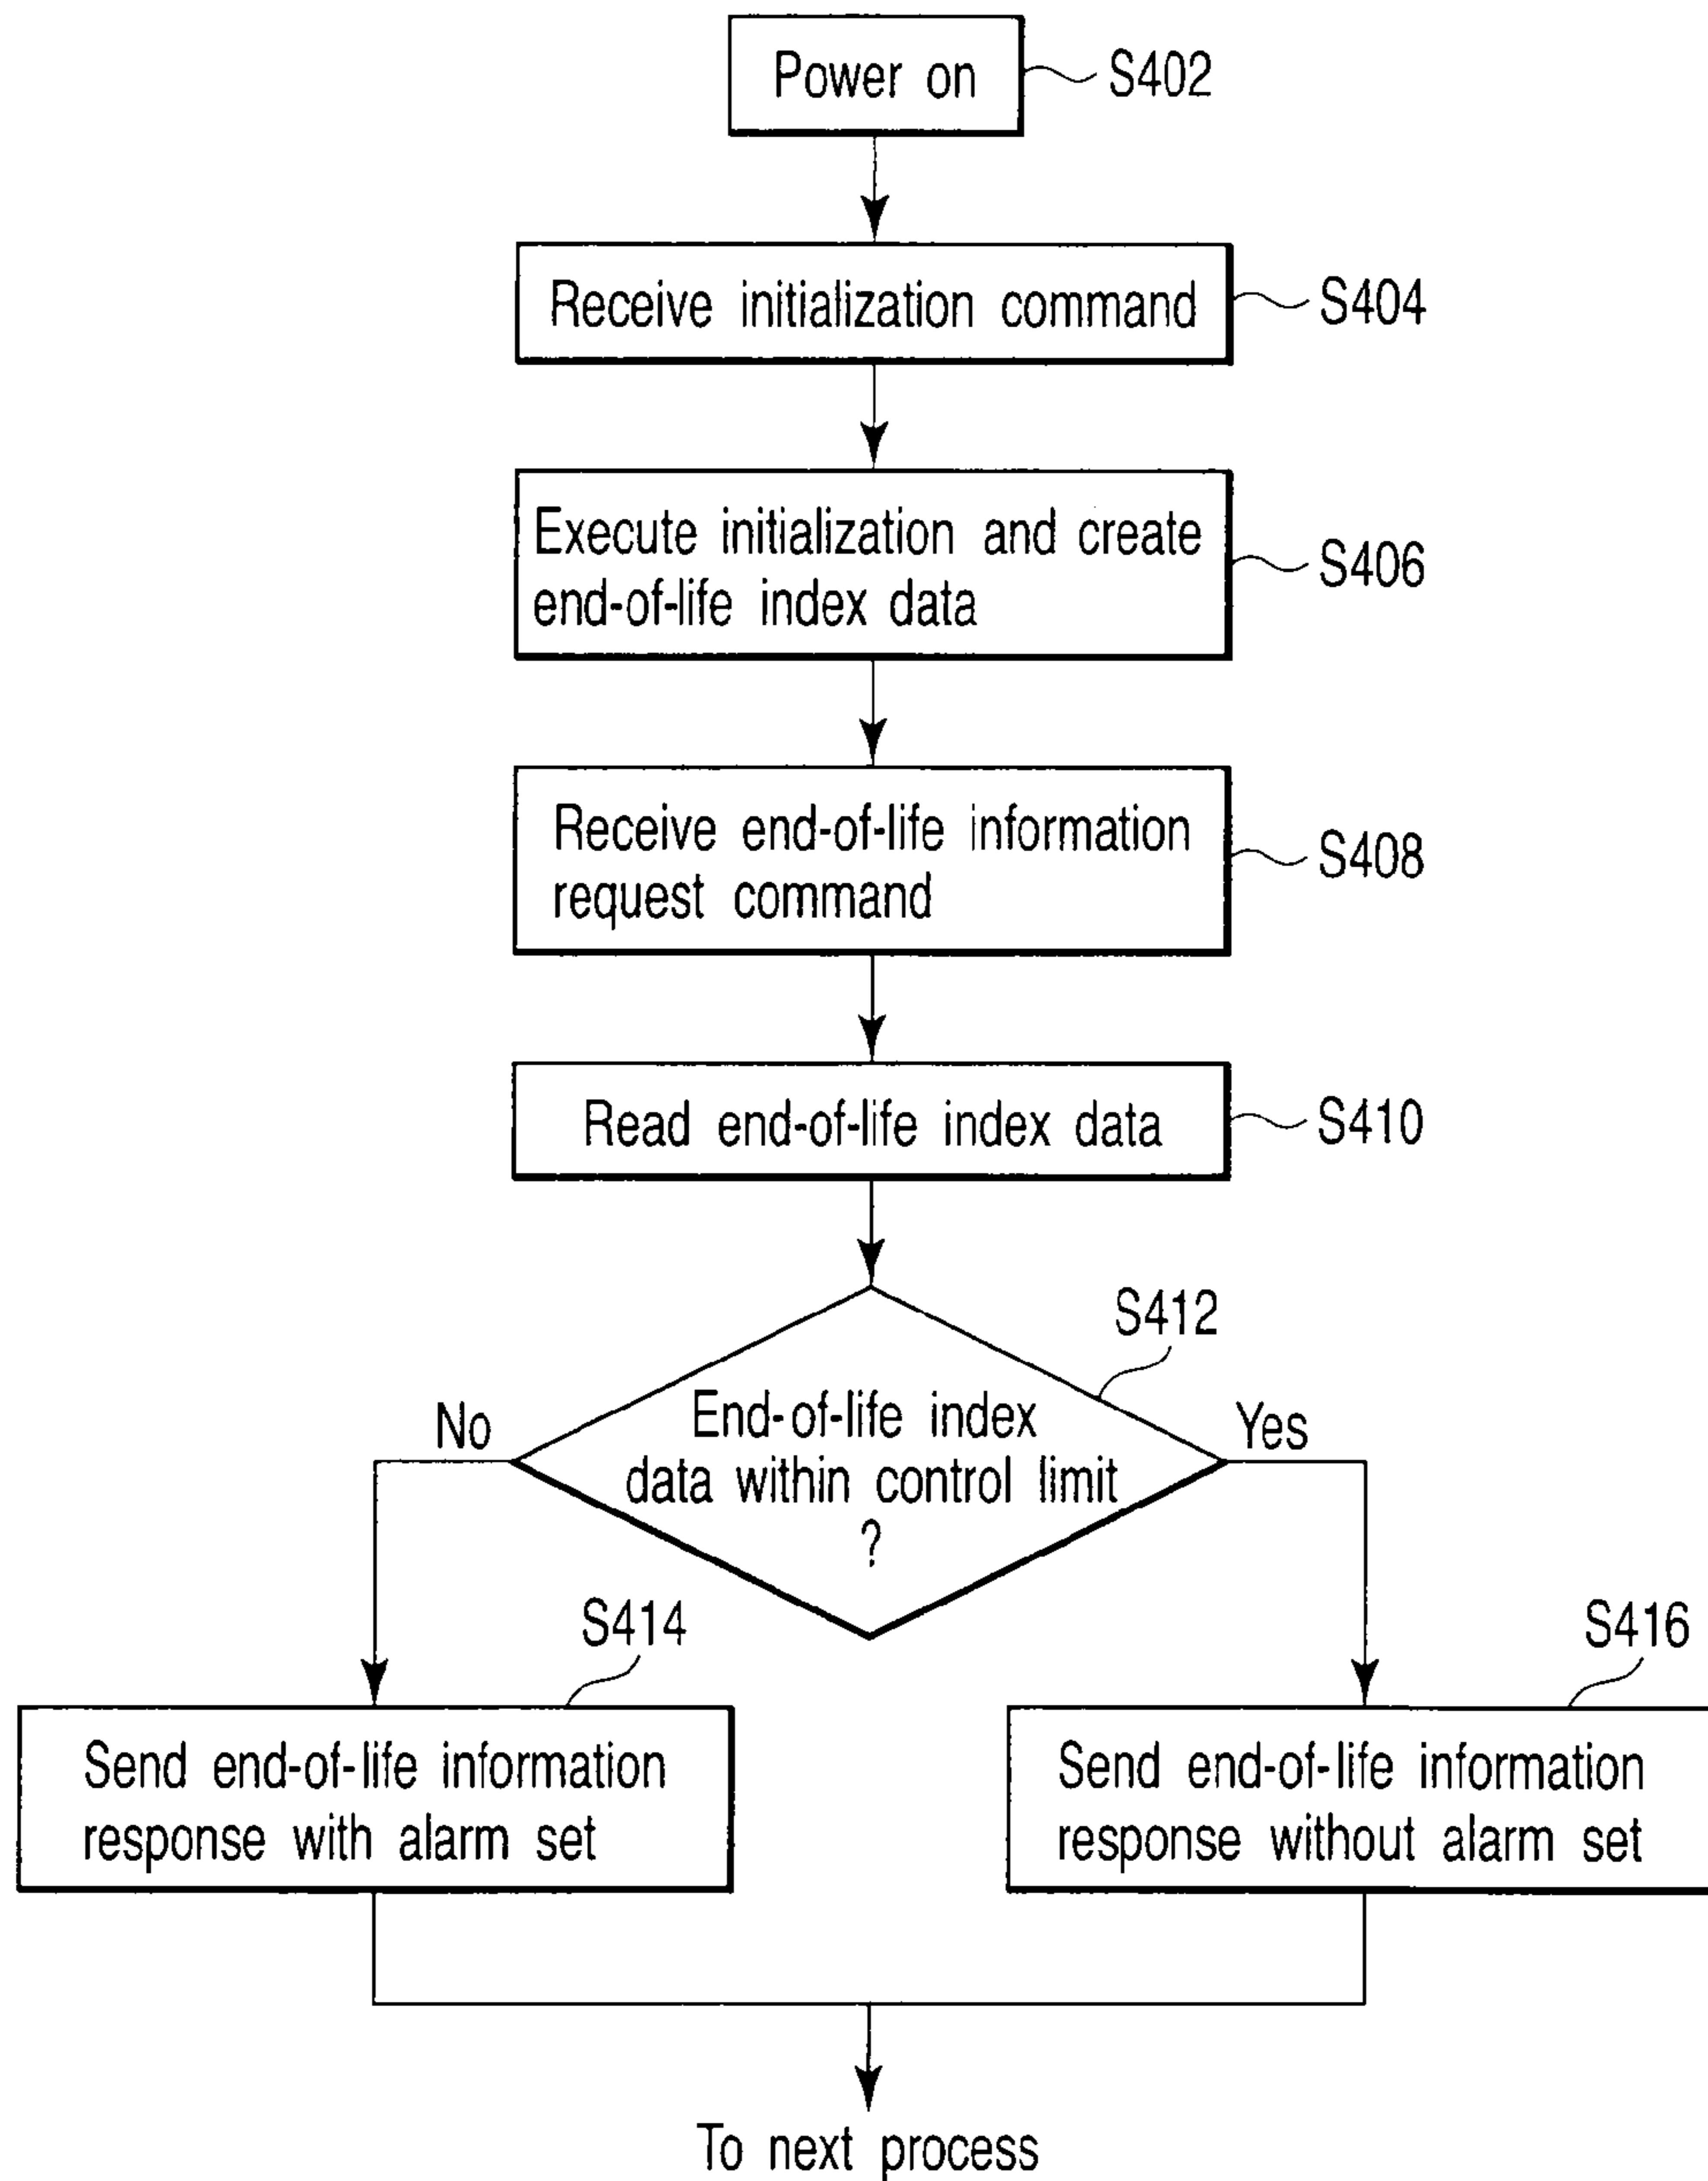 Power on
S402
Receive initialization command
S404
Execute initialization and create
end-of-life index data
S406
Receive end-of-life information
request command
S408
Read end-of-life index data
S410
S412
End-of-life index
data within control limit
?
No
Yes
S414
Send end-of-life information
response with alarm set
S416
Send end-of-life information
response without alarm set
To next process